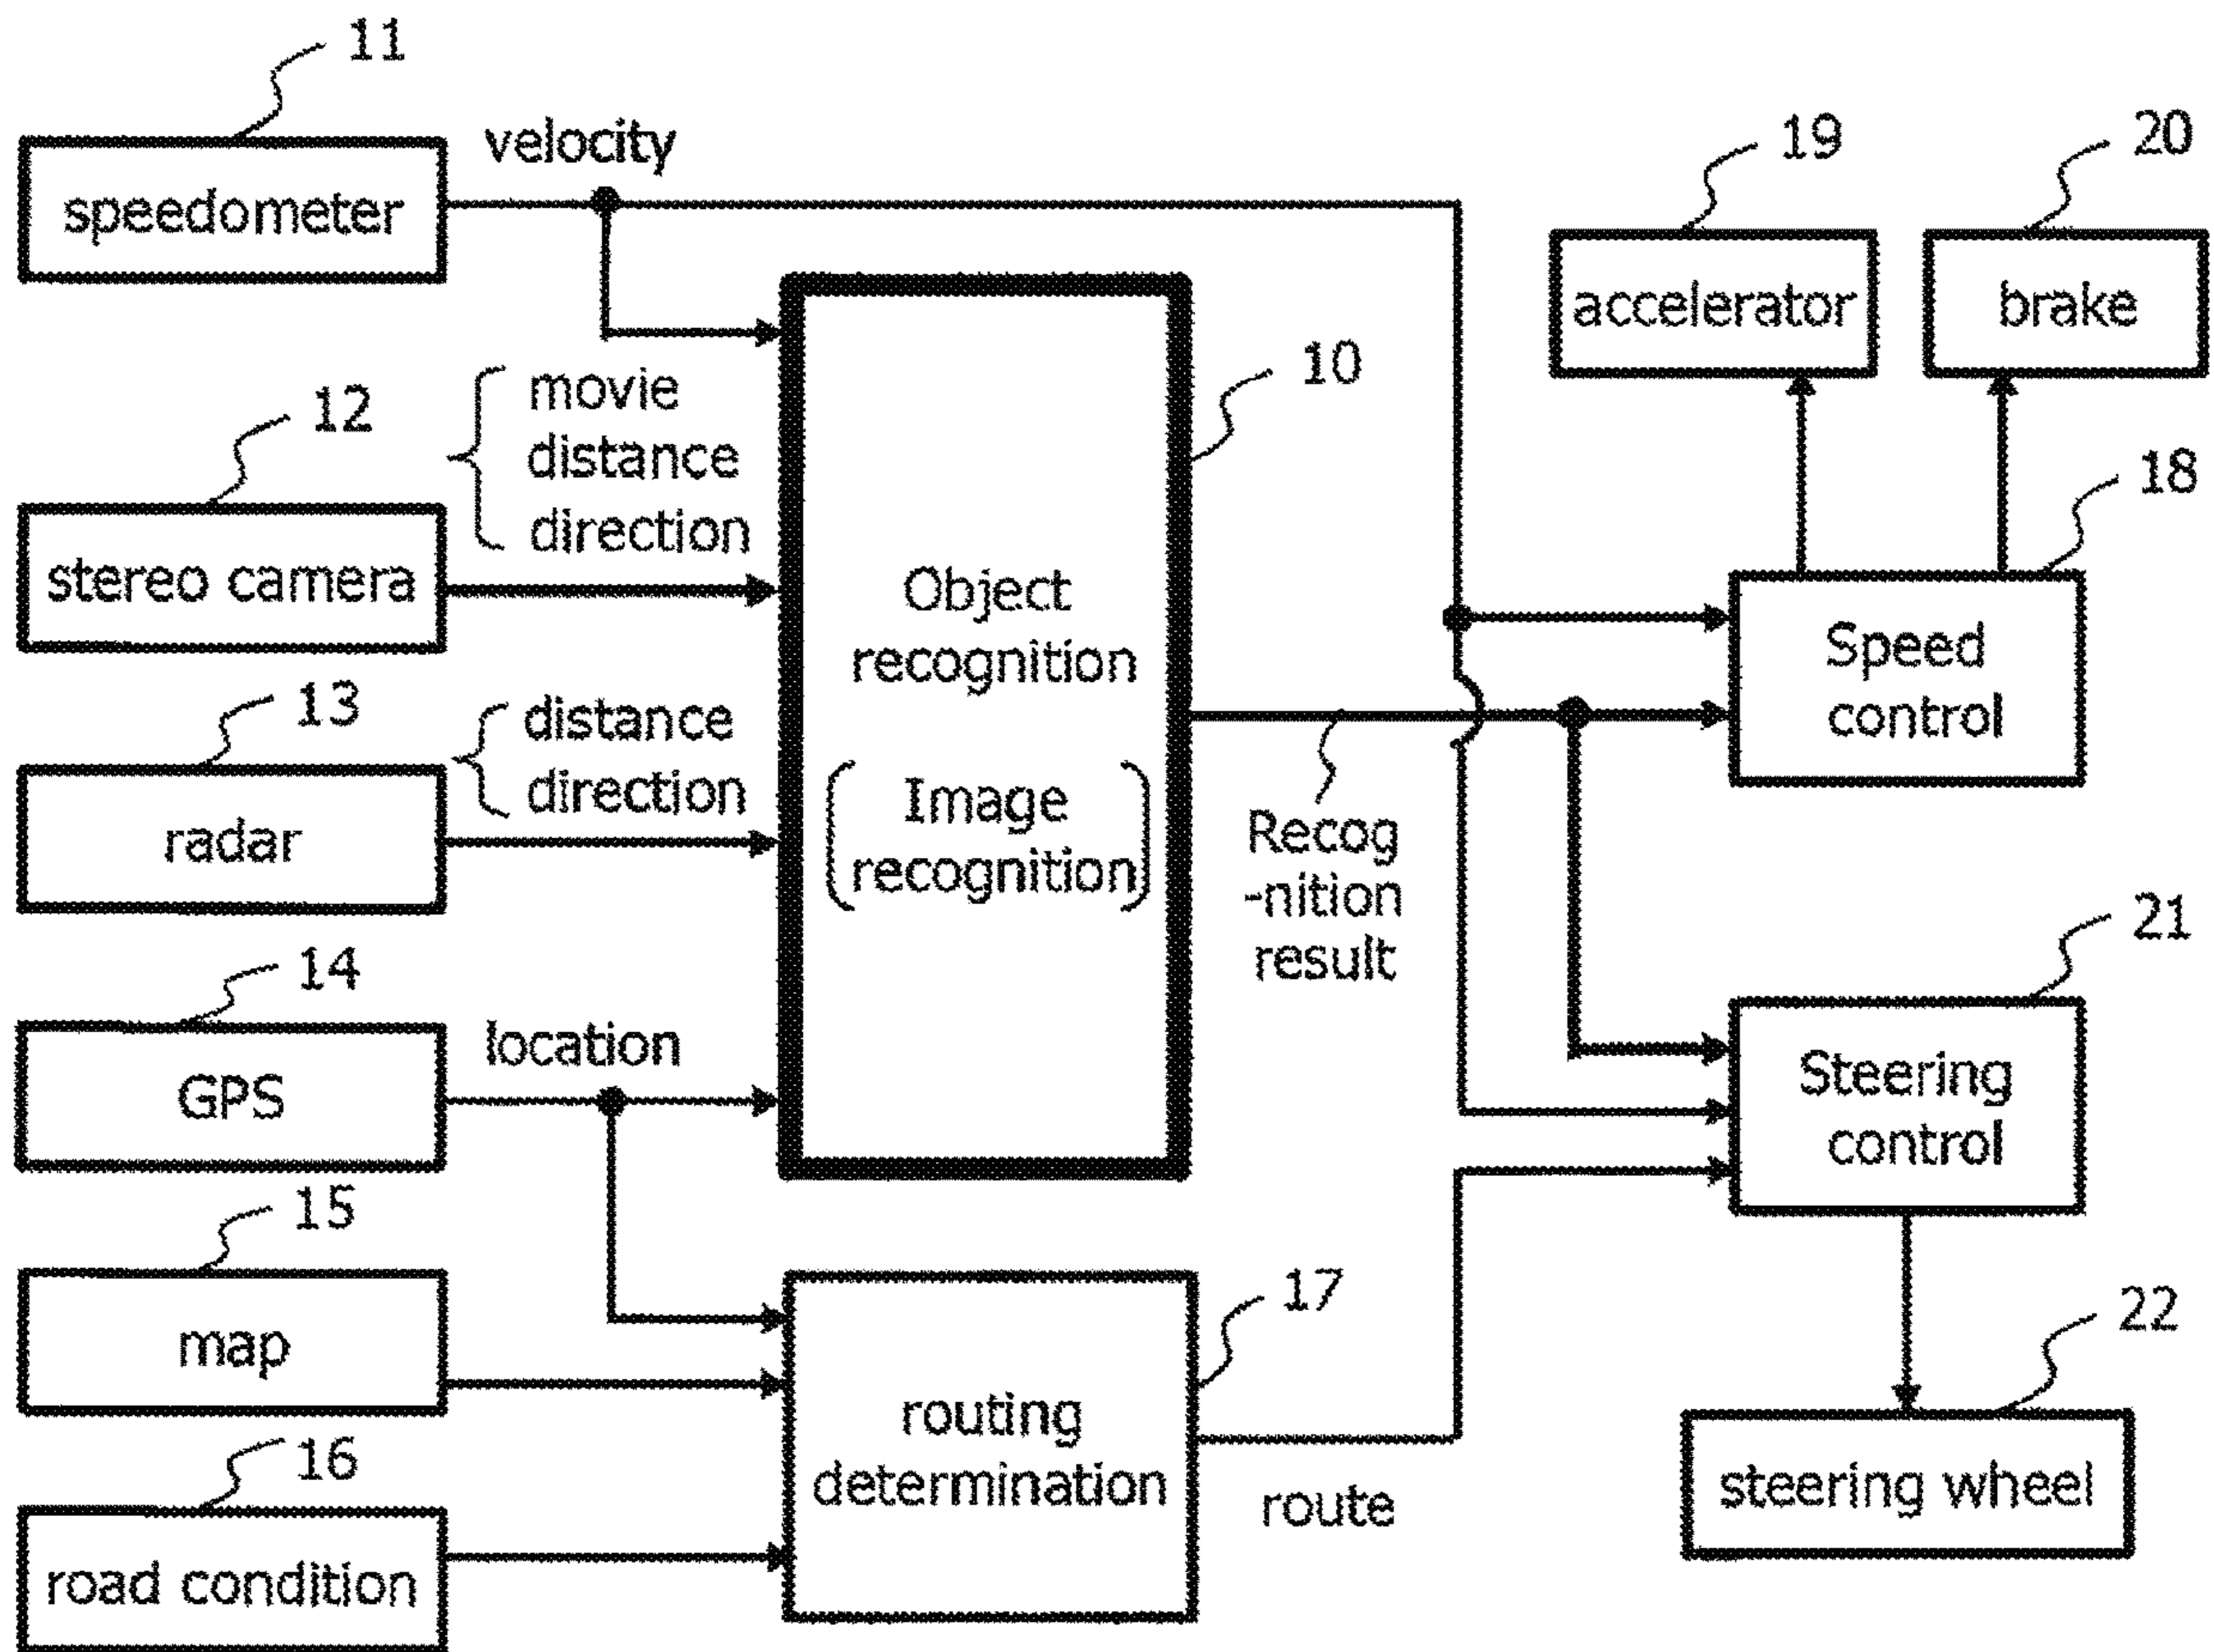 11
speedometer
velocity
19
accelerator
20
brake
12
stereo camera
movie
distance
direction
10
Object
recognition
Image
recognition
18
Speed
control
13
radar
distance
direction
Recog
-nition
result
14
GPS
location
21
Steering
control
15
map
17
routing
determination
route
22
steering wheel
16
road condition